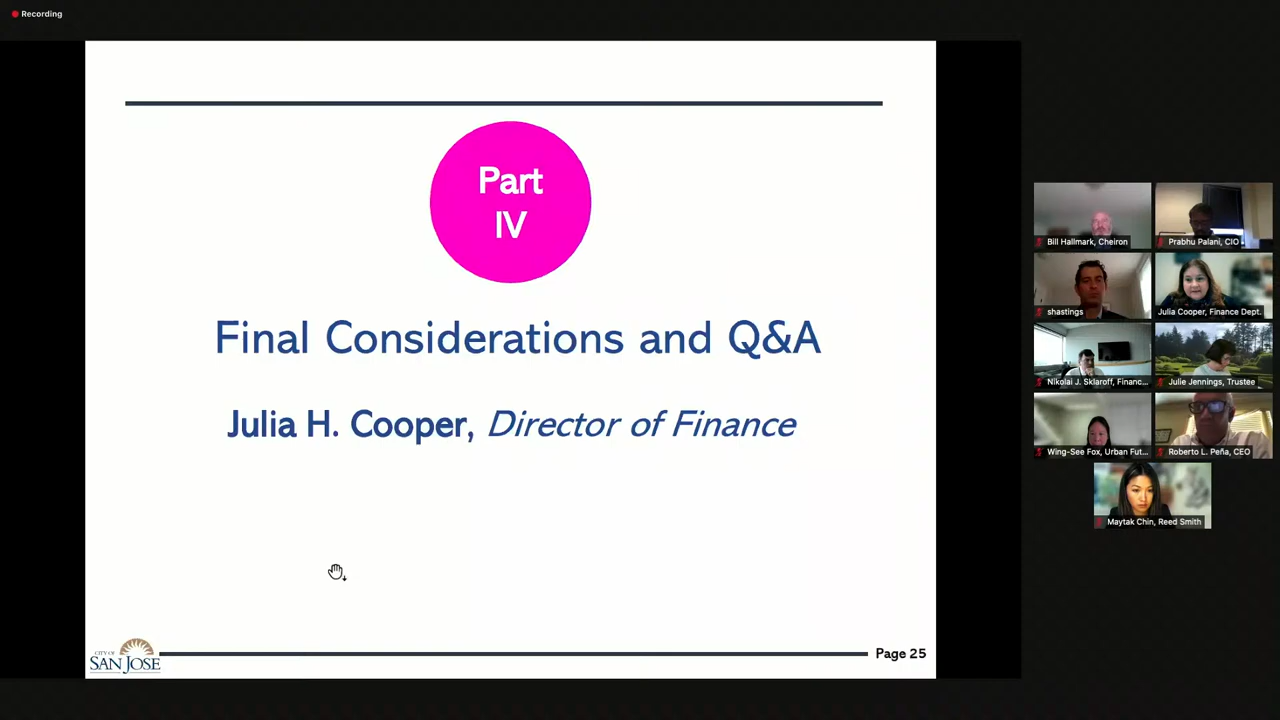 Recording
Part
IV
Final Considerations and Q&A
Julia H. Cooper, Director of Finance
CITY OF
SAN JOSE
Page 25
Bill Hallmark, Cheiron
Prabhu Palani, CIO
shastings
Julia Cooper, Finance Dept.
Nikolai J. Sklaroff, Financ...
Julie Jennings, Trustee
Wing-See Fox, Urban Fut...
Roberto L. Peña, CEO
Maytak Chin, Reed Smith